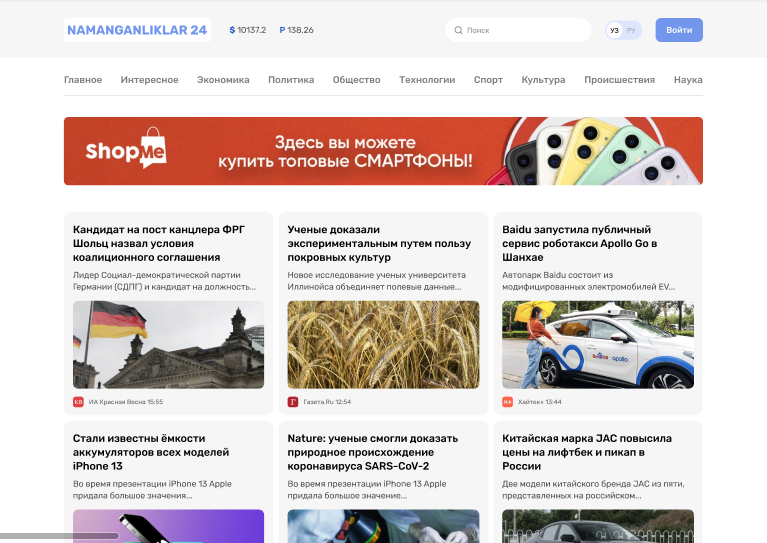 NAMANGANLIKLAR 24
$ 10137.2
Р 138.26
Поиск
УЗ
РУ
Войти
Главное
Интересное
Экономика
Политика
Общество
Технологии
Спорт
Культура
Происшествия
Наука
ShopMe
Здесь вы можете
купить топовые СМАРТФОНЫ!
Кандидат на пост канцлера ФРГ
Шольц назвал условия
коалиционного соглашения
Лидер Социал-демократической партии
Германии (СДПГ) и кандидат на должность...
ИА Красная Весна 15:55
Ученые доказали
экспериментальным путем пользу
покровных культур
Новое исследование ученых университета
Иллинойса объединяет полевые данные...
Г
Газета.Ru 12:54
Baidu запустила публичный
сервис роботакси Apollo Go в
Шанхае
Автопарк Baidu состоит из
модифицированных электромобилей EV...
apollo
Хайтек+ 13:44
Стали известны ёмкости
аккумуляторов всех моделей
iPhone 13
Во время презентации iPhone 13 Apple
придала большое значения...
Nature: ученые смогли доказать
природное происхождение
коронавируса SARS-CoV-2
Во время презентации iPhone 13 Apple
придала большое значение...
Китайская марка JAC повысила
цены на лифтбек и пикап в
России
Две модели китайского бренда JAC из пяти,
представленных на российском...